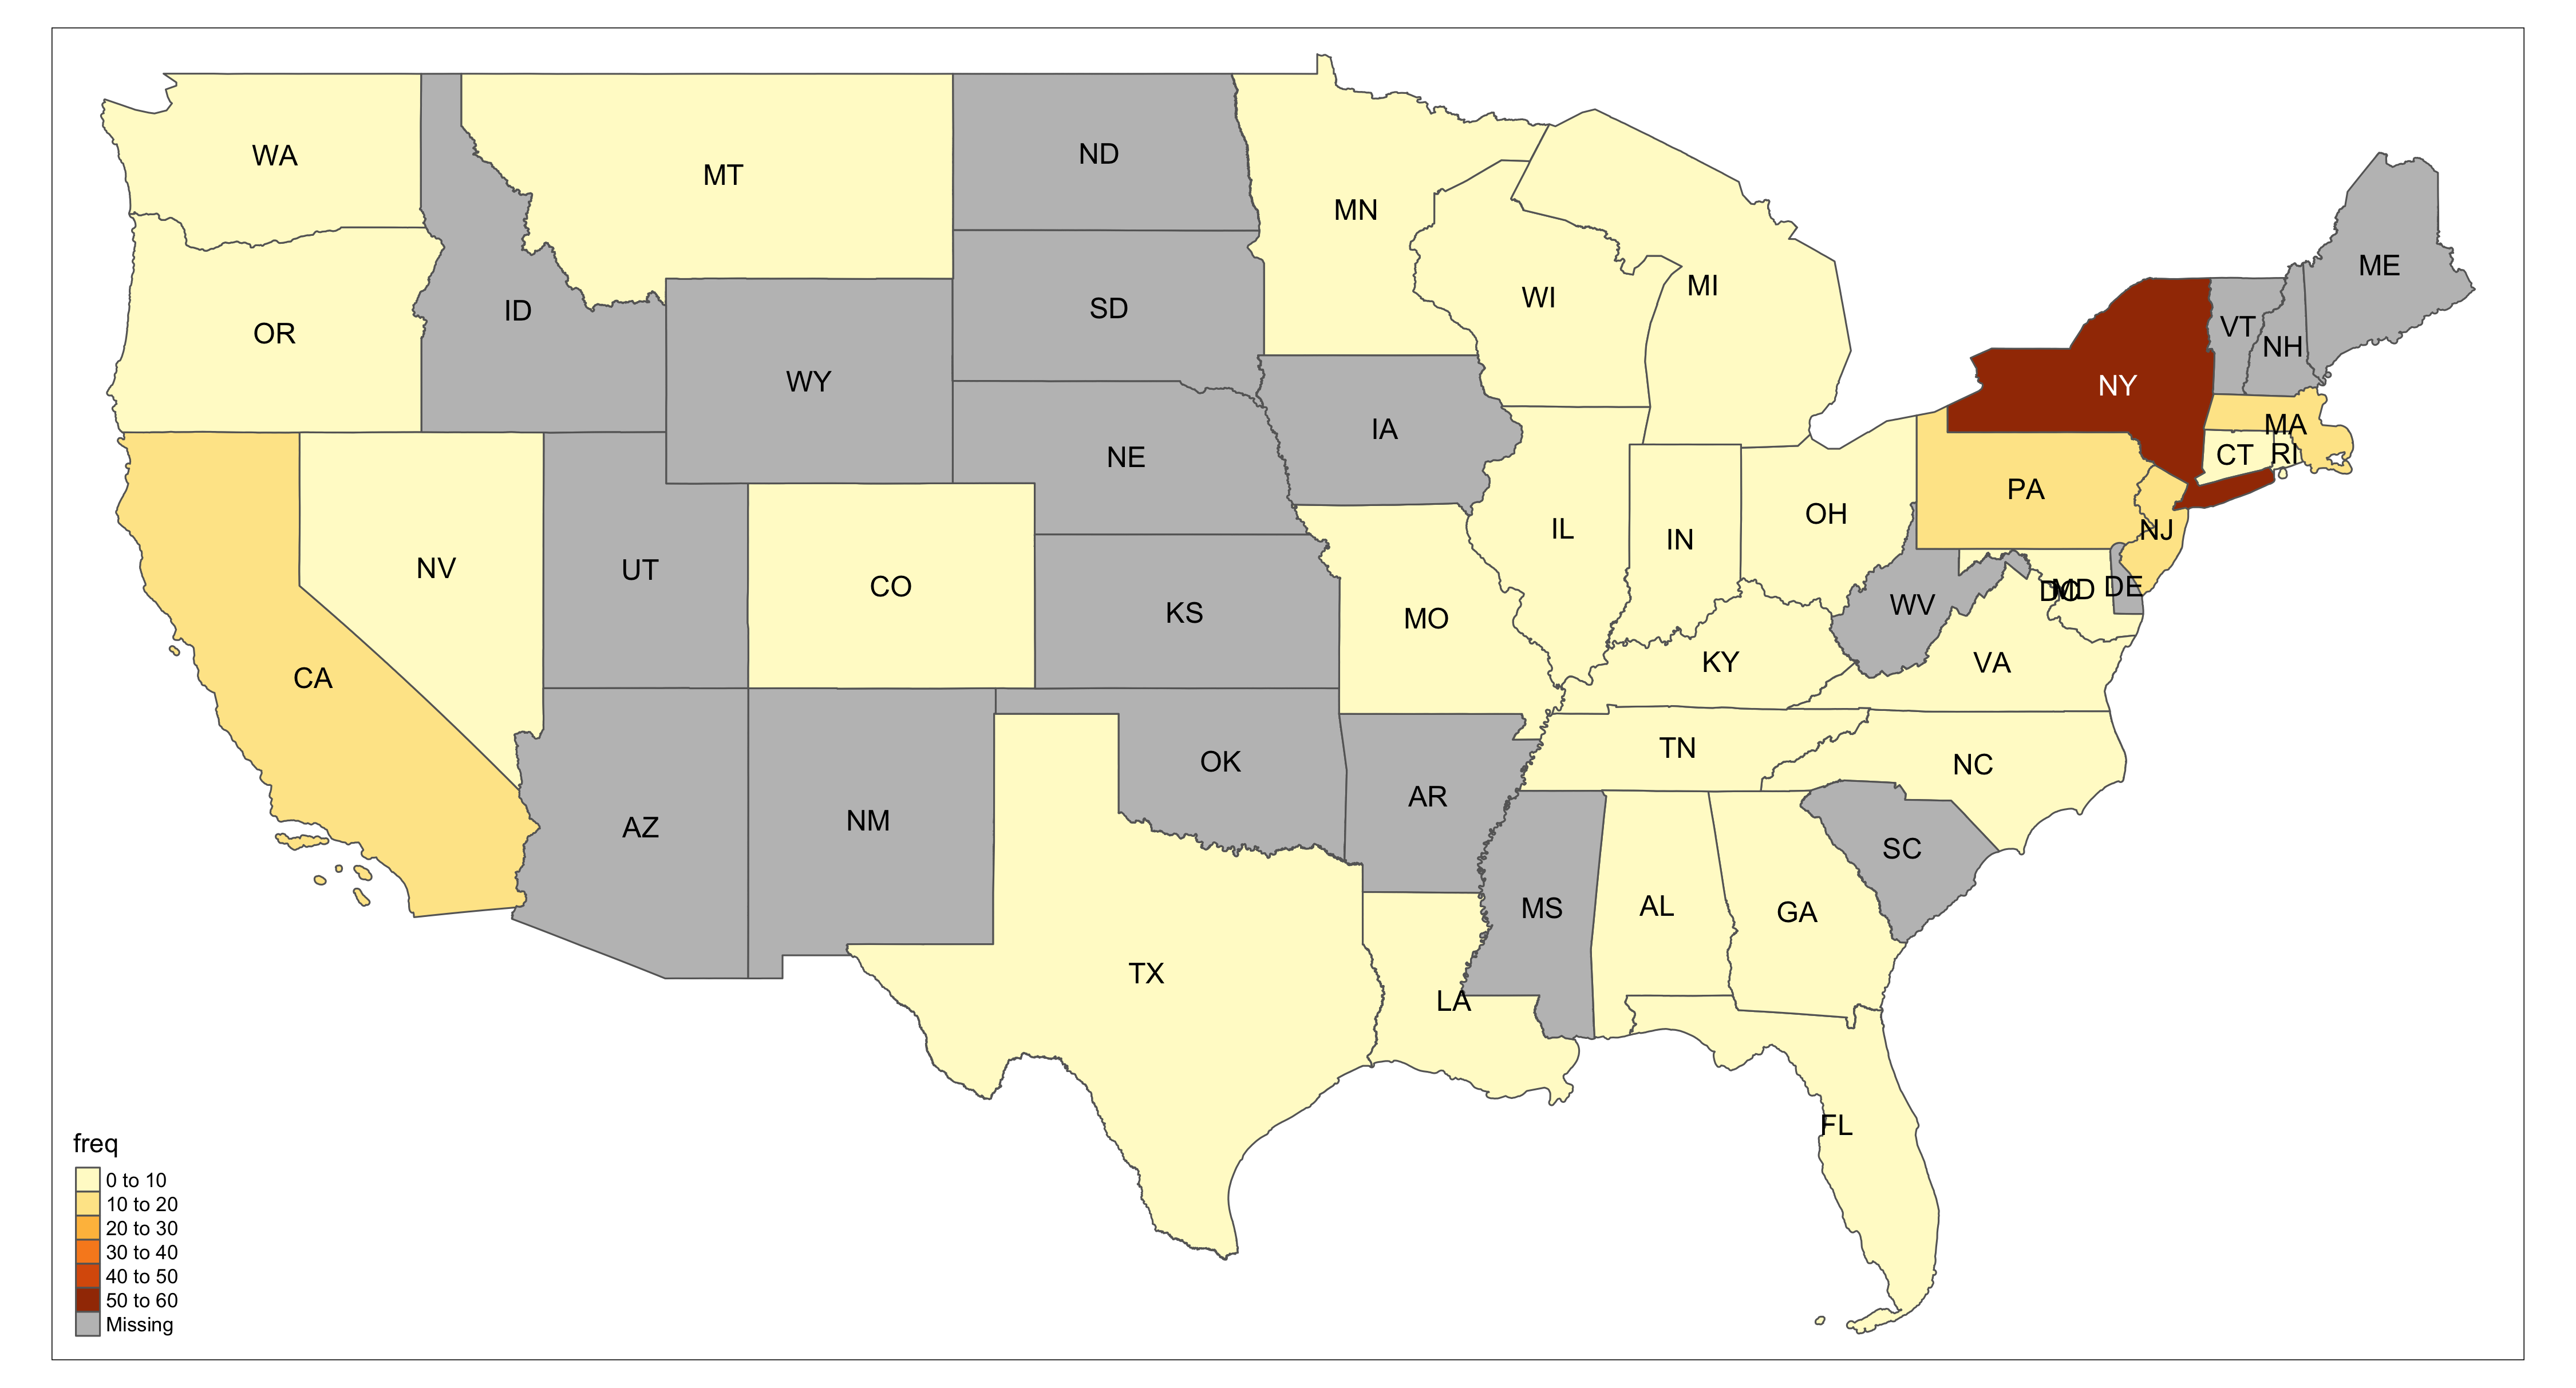 WA
MT
ND
MN
OR
ID
WY
SD
WI
MI
ME
VT
NH
NY
MA
CT
RI
NV
UT
CO
NE
IA
KS
MO
IL
IN
OH
PA
NJ
CA
WV
DC
MD
DE
KY
VA
AZ
NM
OK
AR
TN
NC
TX
LA
MS
AL
GA
SC
FL
freq
0 to 10
10 to 20
20 to 30
30 to 40
40 to 50
50 to 60
Missing